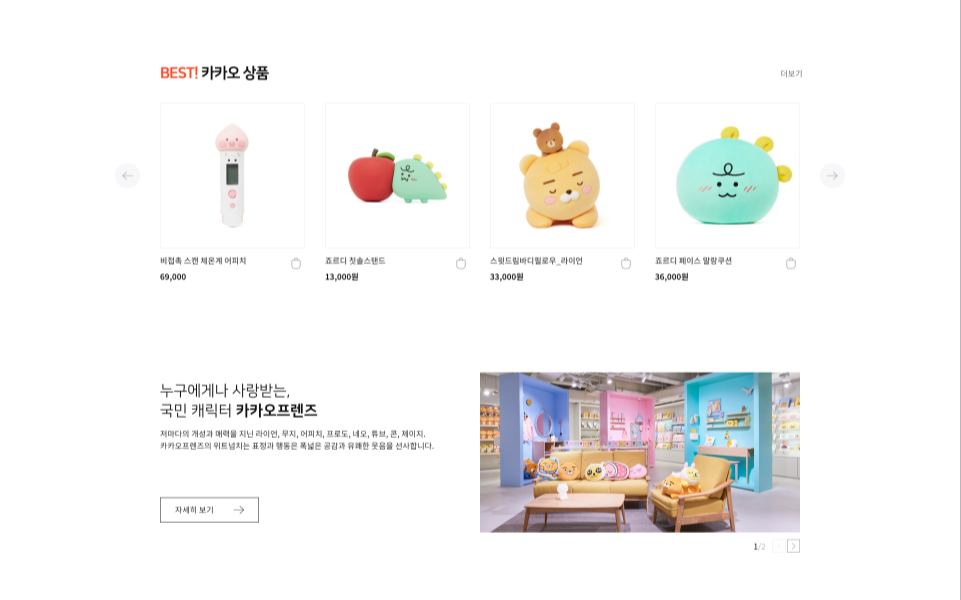 BEST! 카카오 상품
더보기
비접촉 스캔 체온계 어피치
69,000
죠르디 칫솔스탠드
13,000원
스윗드림바디필로우_라이언
33,000원
죠르디 페이스 말랑쿠션
36,000원
누구에게나 사랑받는,
국민 캐릭터 카카오프렌즈
저마다의 개성과 매력을 지닌 라이언, 무지, 어피치, 프로도, 네오, 튜브, 콘, 제이지.
카카오프렌즈의 위트넘치는 표정과 행동은 폭넓은 공감과 유쾌한 웃음을 선사합니다.
자세히 보기
1/2